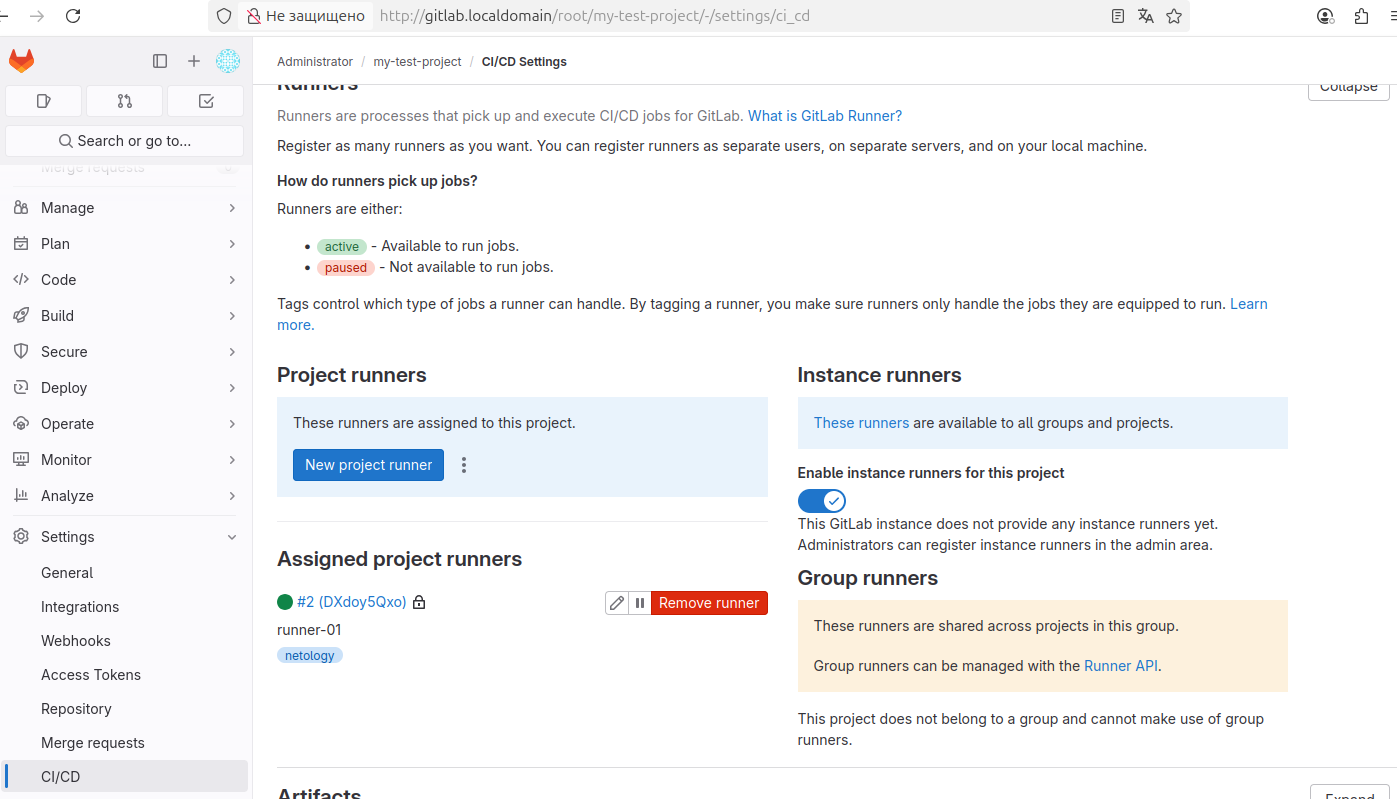 Не защищено
http://gitlab.localdomain/root/my-test-project/-/settings/ci_cd
Administrator / my-test-project / CI/CD Settings
Search or go to...
Merge requests
Manage
Plan
Code
Build
Secure
Deploy
Operate
Monitor
Analyze
Settings
General
Integrations
Webhooks
Access Tokens
Repository
Merge requests
CI/CD
Runners
Collapse
Runners are processes that pick up and execute CI/CD jobs for GitLab. What is GitLab Runner?
Register as many runners as you want. You can register runners as separate users, on separate servers, and on your local machine.
How do runners pick up jobs?
Runners are either:
• active - Available to run jobs.
• paused - Not available to run jobs.
Tags control which type of jobs a runner can handle. By tagging a runner, you make sure runners only handle the jobs they are equipped to run. Learn
more.
Project runners
These runners are assigned to this project.
New project runner
Assigned project runners
#2 (DXdoy5Qxo)
Remove runner
runner-01
netology
Instance runners
These runners are available to all groups and projects.
Enable instance runners for this project
This GitLab instance does not provide any instance runners yet.
Administrators can register instance runners in the admin area.
Group runners
These runners are shared across projects in this group.
Group runners can be managed with the Runner API.
This project does not belong to a group and cannot make use of group
runners.
Artifacts
Expand